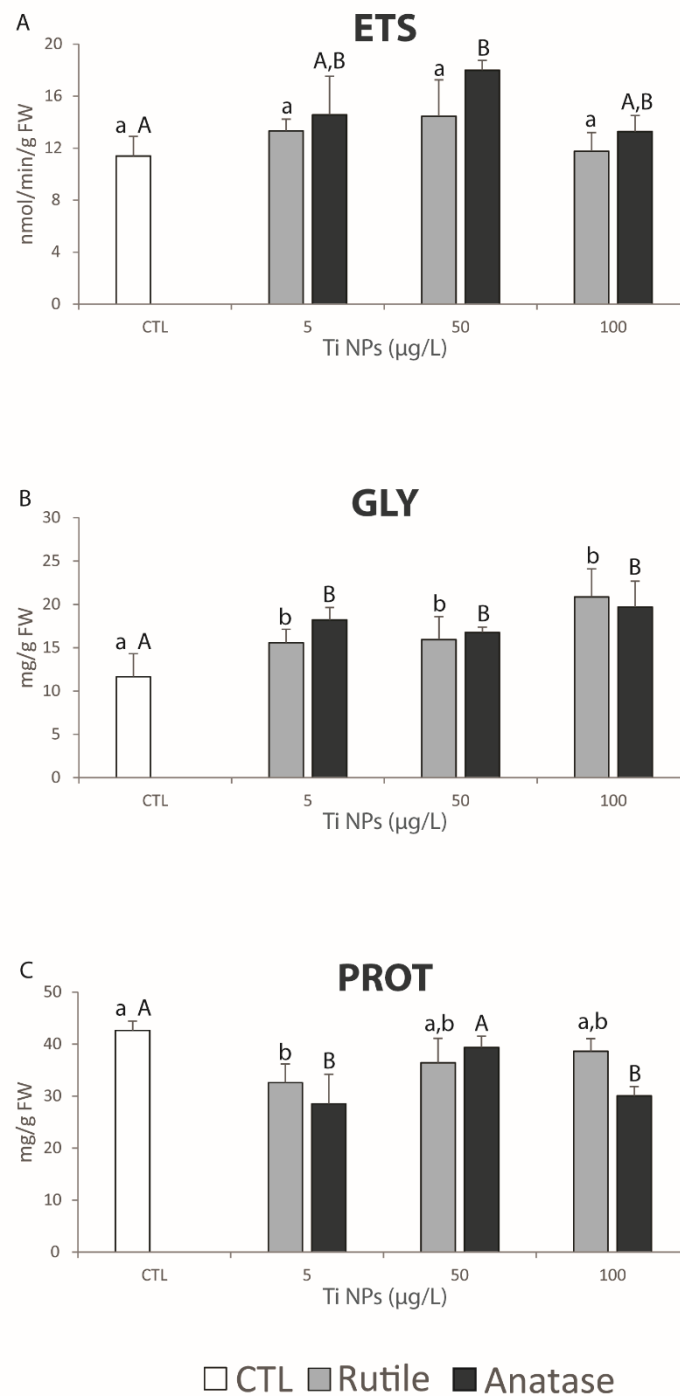 A
ETS
nmol/min/g FW
20
16
12
8
4
0
a A
a
A,B
a
B
a
A,B
CTL
5
50
100
Ti NPs (µg/L)
B
GLY
mg/g FW
30
25
20
15
10
5
0
a A
b
B
b
B
b
B
CTL
5
50
100
Ti NPs (µg/L)
C
PROT
mg/g FW
50
40
30
20
10
0
a A
b
B
a,b
A
a,b
B
CTL
5
50
100
Ti NPs (µg/L)
CTL Rutile Anatase